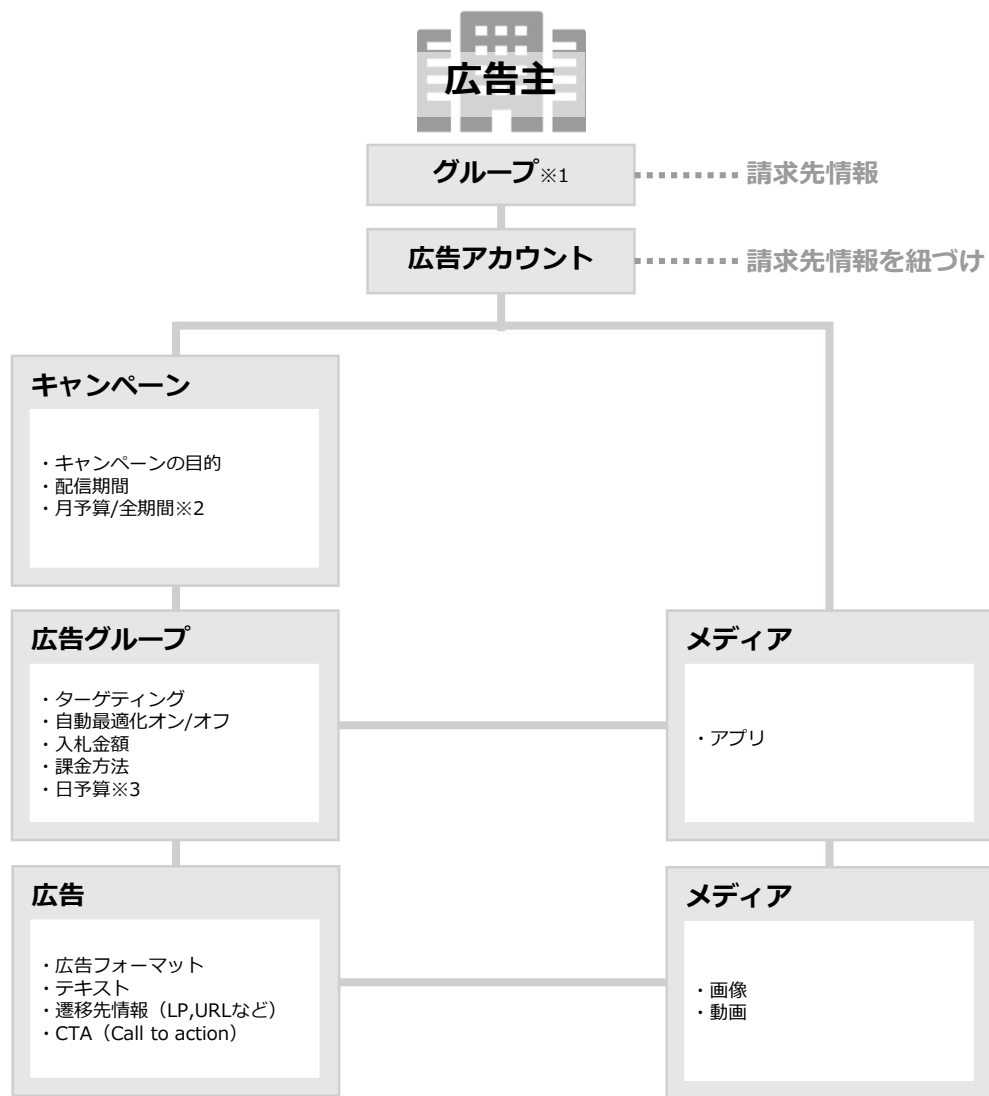 広告主
グループ※1
請求先情報
広告アカウント
請求先情報を紐づけ
キャンペーン
・キャンペーンの目的
・配信期間
・月予算/全期間※2
広告グループ
・ターゲティング
・自動最適化オン/オフ
・入札金額
・課金方法
・日予算※3
メディア
・アプリ
広告
・広告フォーマット
・テキスト
・遷移先情報（LP,URLなど）
・CTA（Call to action）
メディア
・画像
・動画